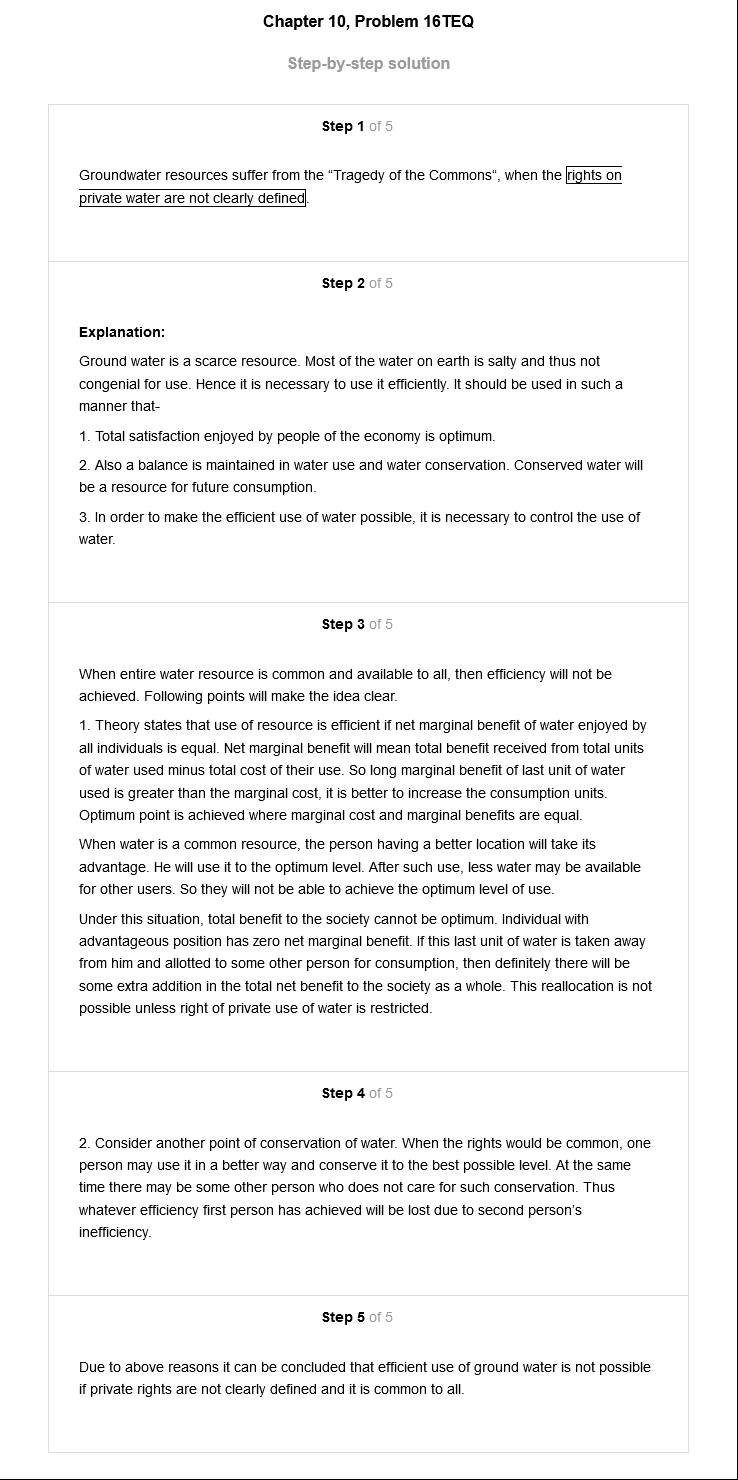 Chapter 10, Problem 16TEQ
Step-by-step solution
Step 1 of 5
Groundwater resources suffer from the “Tragedy of the Commons“, when the rights on
private water are not clearly defined.
Step 2 of 5
Explanation:
Ground water is a scarce resource. Most of the water on earth is salty and thus not
congenial for use. Hence it is necessary to use it efficiently. It should be used in such a
manner that-
1. Total satisfaction enjoyed by people of the economy is optimum.
2. Also a balance is maintained in water use and water conservation. Conserved water will
be a resource for future consumption.
3. In order to make the efficient use of water possible, it is necessary to control the use of
water.
Step 3 of 5
When entire water resource is common and available to all, then efficiency will not be
achieved. Following points will make the idea clear.
1. Theory states that use of resource is efficient if net marginal benefit of water enjoyed by
all individuals is equal. Net marginal benefit will mean total benefit received from total units
of water used minus total cost of their use. So long marginal benefit of last unit of water
used is greater than the marginal cost, it is better to increase the consumption units.
Optimum point is achieved where marginal cost and marginal benefits are equal.
When water is a common resource, the person having a better location will take its
advantage. He will use it to the optimum level. After such use, less water may be available
for other users. So they will not be able to achieve the optimum level of use.
Under this situation, total benefit to the society cannot be optimum. Individual with
advantageous position has zero net marginal benefit. If this last unit of water is taken away
from him and allotted to some other person for consumption, then definitely there will be
some extra addition in the total net benefit to the society as a whole. This reallocation is not
possible unless right of private use of water is restricted.
Step 4 of 5
2. Consider another point of conservation of water. When the rights would be common, one
person may use it in a better way and conserve it to the best possible level. At the same
time there may be some other person who does not care for such conservation. Thus
whatever efficiency first person has achieved will be lost due to second person’s
inefficiency.
Step 5 of 5
Due to above reasons it can be concluded that efficient use of ground water is not possible
if private rights are not clearly defined and it is common to all.